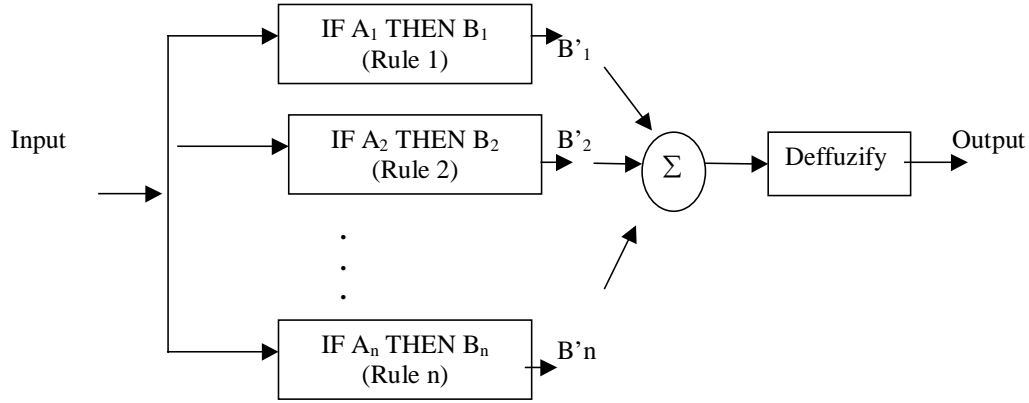 IF A₁ THEN B₁
(Rule 1)
B’₁
Input
IF A₂ THEN B₂
(Rule 2)
B’₂
Σ
Deffuzify
Output
.
.
.
IF Aₙ THEN Bₙ
(Rule n)
B’n